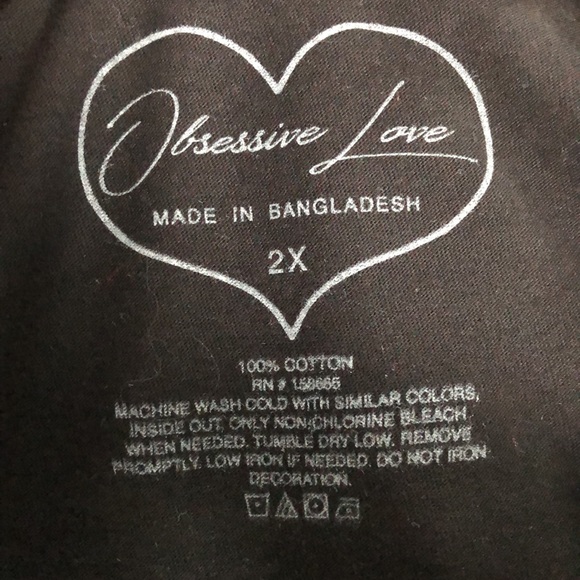 Obsessive Love
MADE IN BANGLADESH
2X
100% COTTON
RN # 158665
MACHINE WASH COLD WITH SIMILAR COLORS,
INSIDE OUT, ONLY NON-CHLORINE BLEACH
WHEN NEEDED. TUMBLE DRY LOW. REMOVE
PROMPTLY. LOW IRON IF NEEDED. DO NOT IRON
DECORATION.